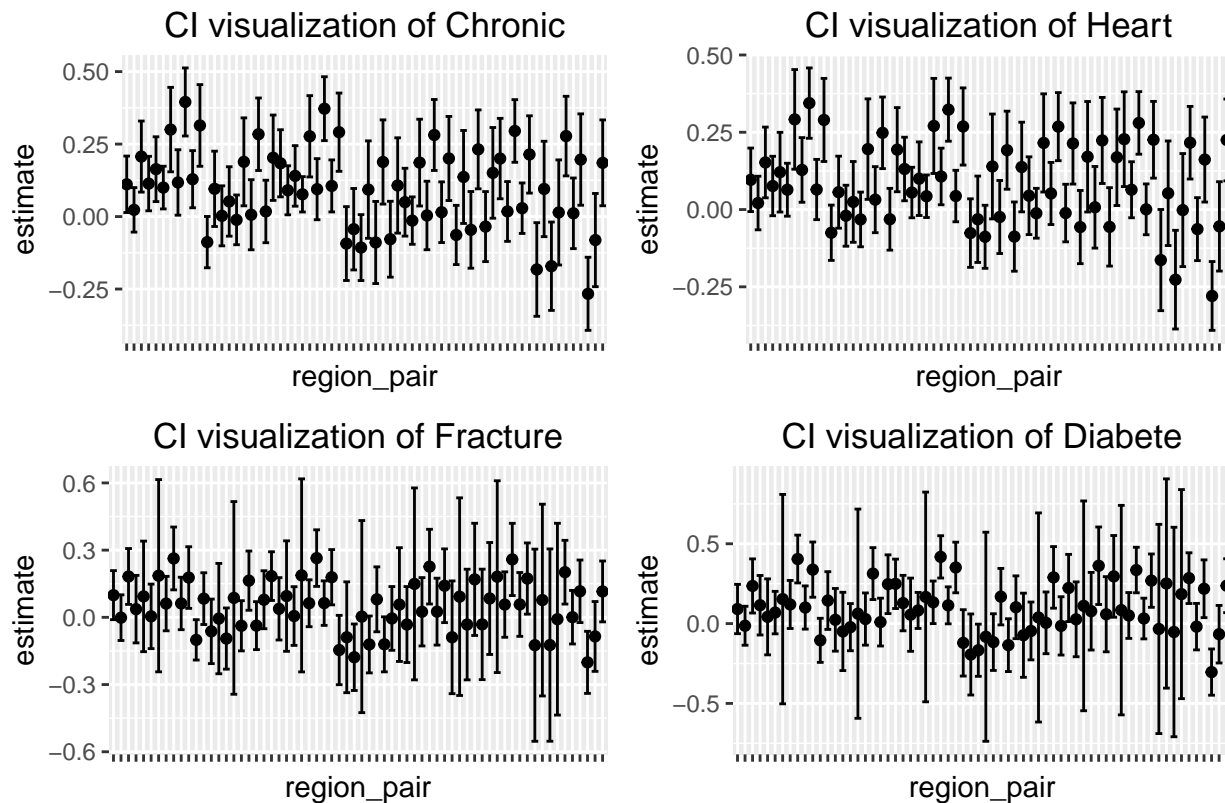 CI visualization of Chronic
0.50
0.25
0.00
−0.25
estimate
region_pair
CI visualization of Heart
0.50
0.25
0.00
−0.25
estimate
region_pair
CI visualization of Fracture
0.6
0.3
0.0
−0.3
−0.6
estimate
region_pair
CI visualization of Diabete
0.5
0.0
−0.5
estimate
region_pair